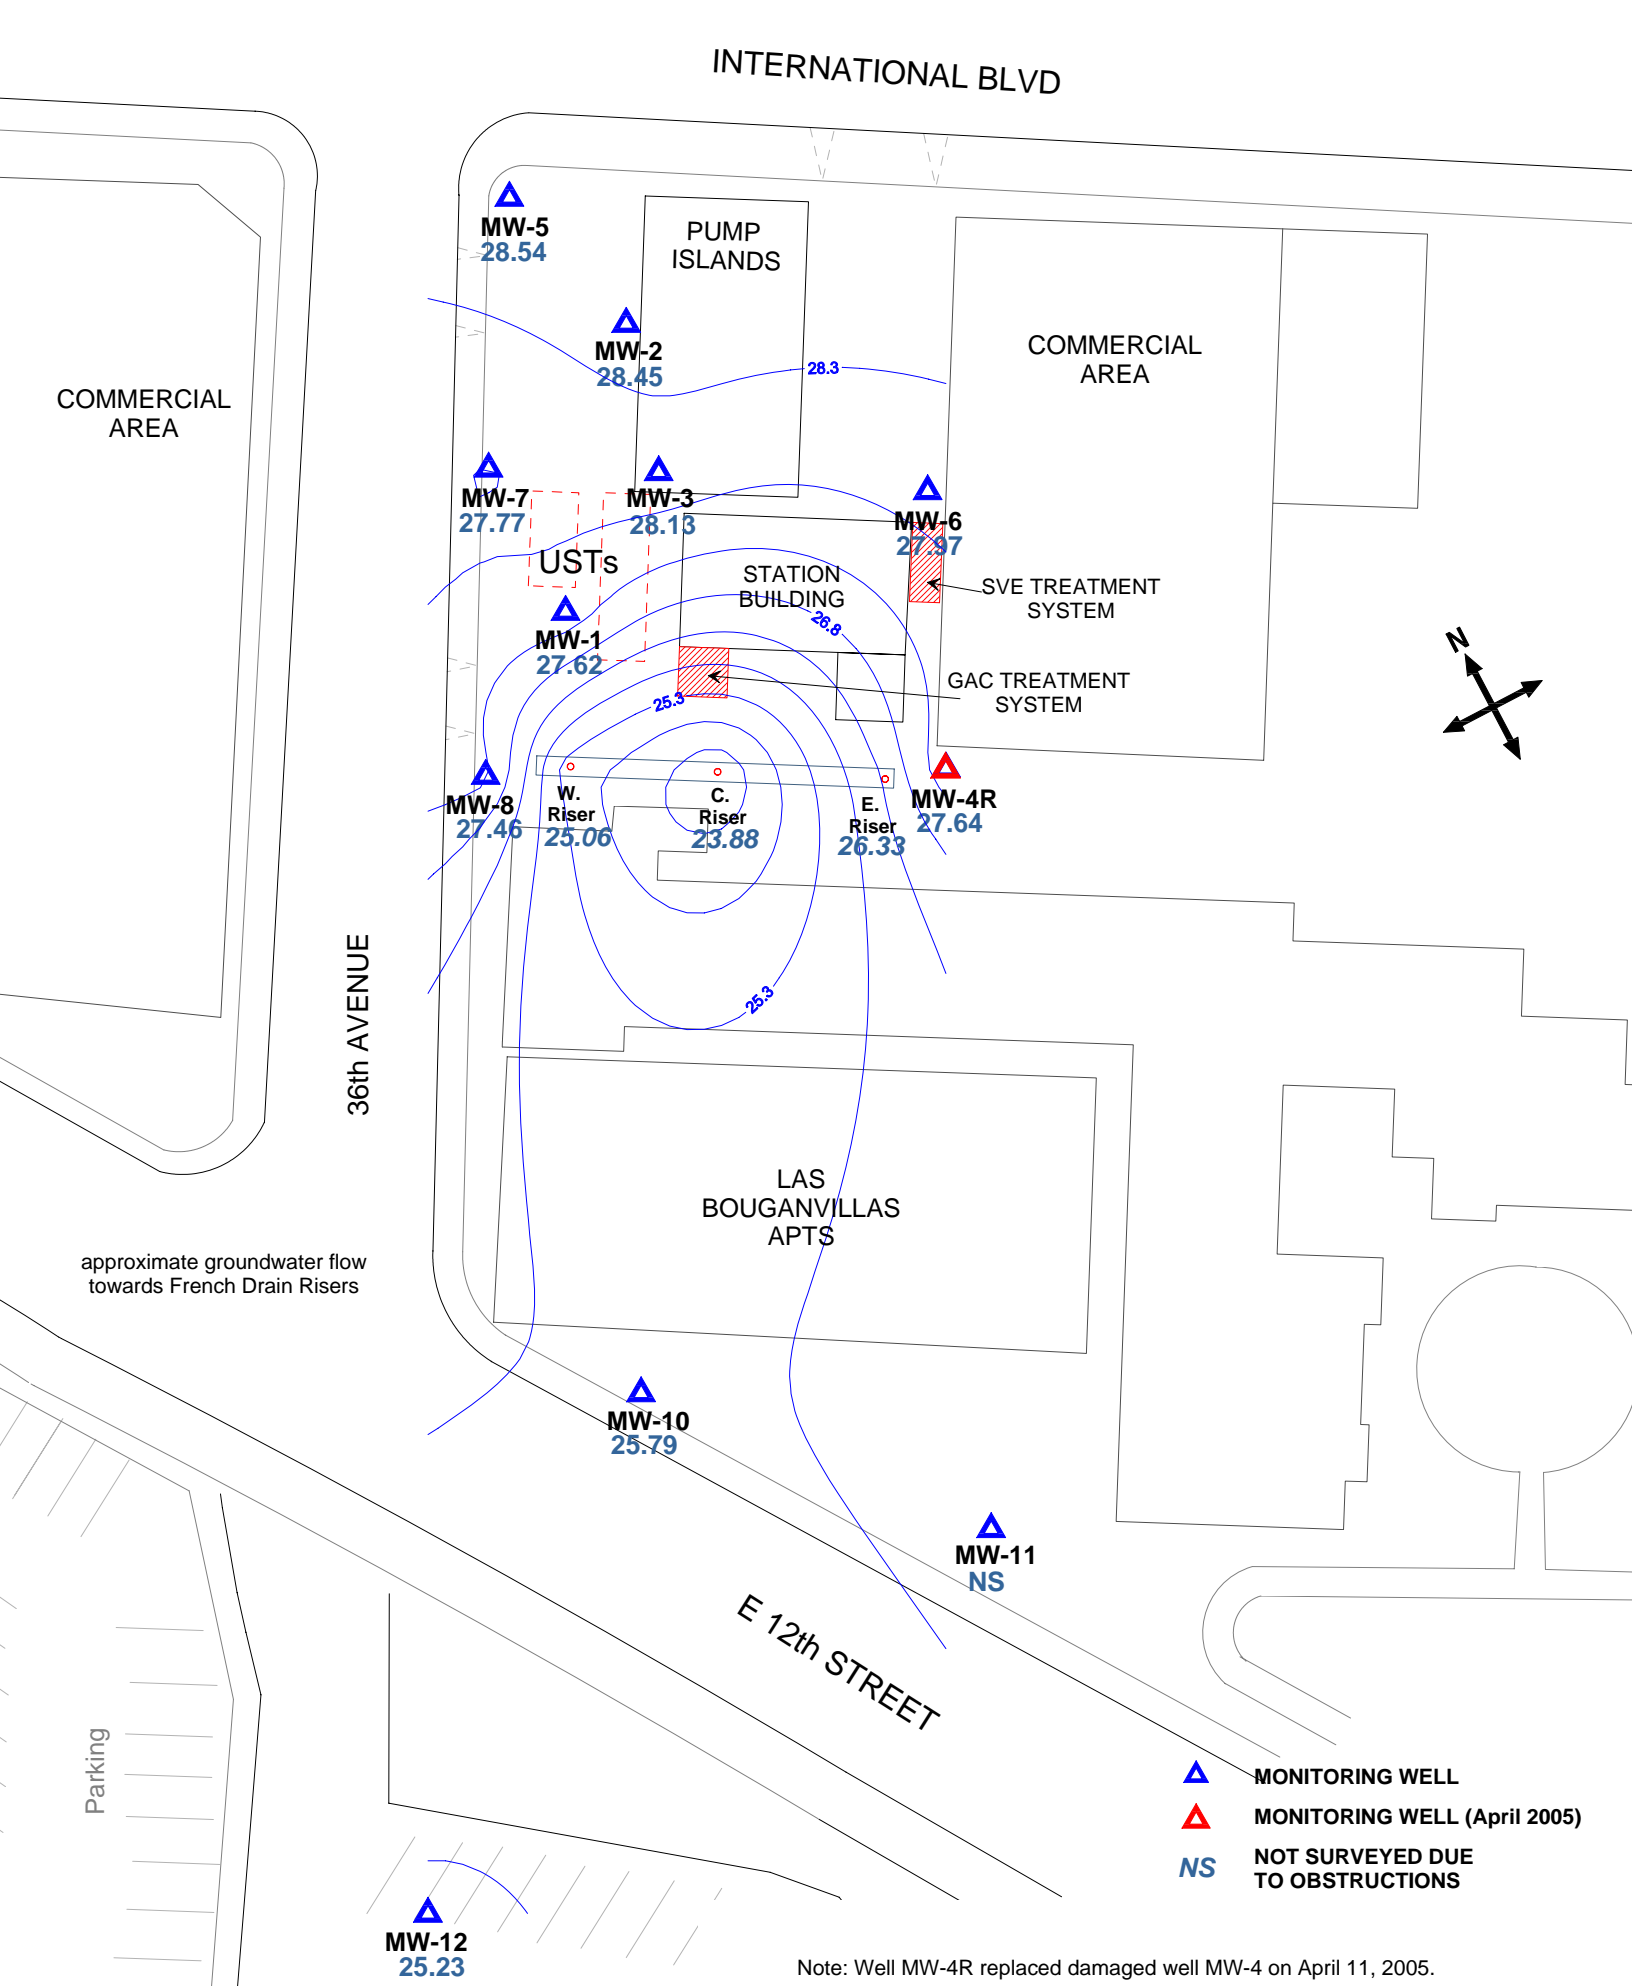 INTERNATIONAL BLVD
MW-5
28.54
PUMP
ISLANDS
MW-2
28.45
28.3
COMMERCIAL
AREA
COMMERCIAL
AREA
MW-7
27.77
MW-3
28.13
MW-6
27.97
USTs
STATION
BUILDING
SVE TREATMENT
SYSTEM
26.8
MW-1
27.62
N
GAC TREATMENT
SYSTEM
25.3
MW-8
27.46
W.
Riser
25.06
C.
Riser
23.88
E.
Riser
26.33
MW-4R
27.64
36th AVENUE
25.3
LAS
BOUGANVILLAS
APTS
approximate groundwater flow
towards French Drain Risers
MW-10
25.79
MW-11
NS
E 12th STREET
Parking
MONITORING WELL
MONITORING WELL (April 2005)
NS NOT SURVEYED DUE
TO OBSTRUCTIONS
MW-12
25.23
Note: Well MW-4R replaced damaged well MW-4 on April 11, 2005.